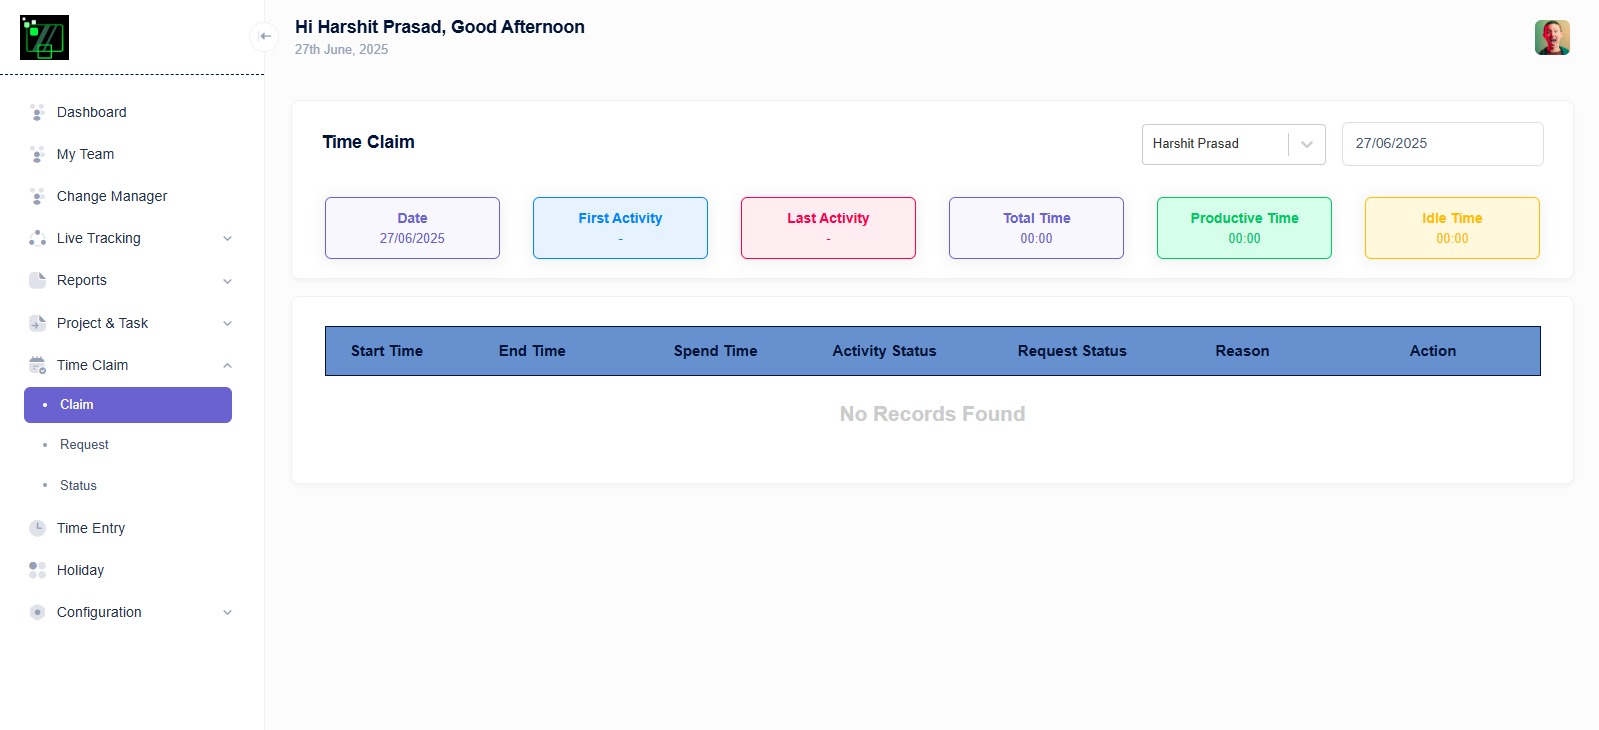 Hi Harshit Prasad, Good Afternoon
27th June, 2025
Dashboard
My Team
Change Manager
Live Tracking
Reports
Project & Task
Time Claim
Claim
Request
Status
Time Entry
Holiday
Configuration
Time Claim
Harshit Prasad
27/06/2025
Date
27/06/2025
First Activity
-
Last Activity
-
Total Time
00:00
Productive Time
00:00
Idle Time
00:00
Start Time End Time Spend Time Activity Status Request Status Reason Action
No Records Found